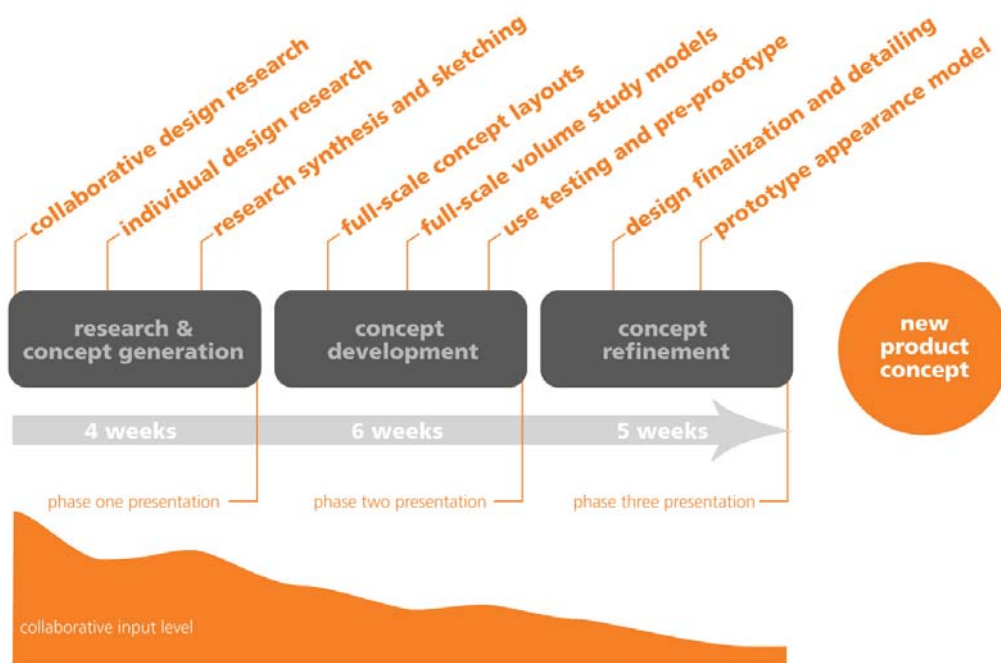 collaborative design research
individual design research
research synthesis and sketching
full-scale concept layouts
full-scale volume study models
use testing and pre-prototype
design finalization and detailing
prototype appearance model
research &
concept generation
concept
development
concept
refinement
new
product
concept
4 weeks
6 weeks
5 weeks
phase one presentation
phase two presentation
phase three presentation
collaborative input level